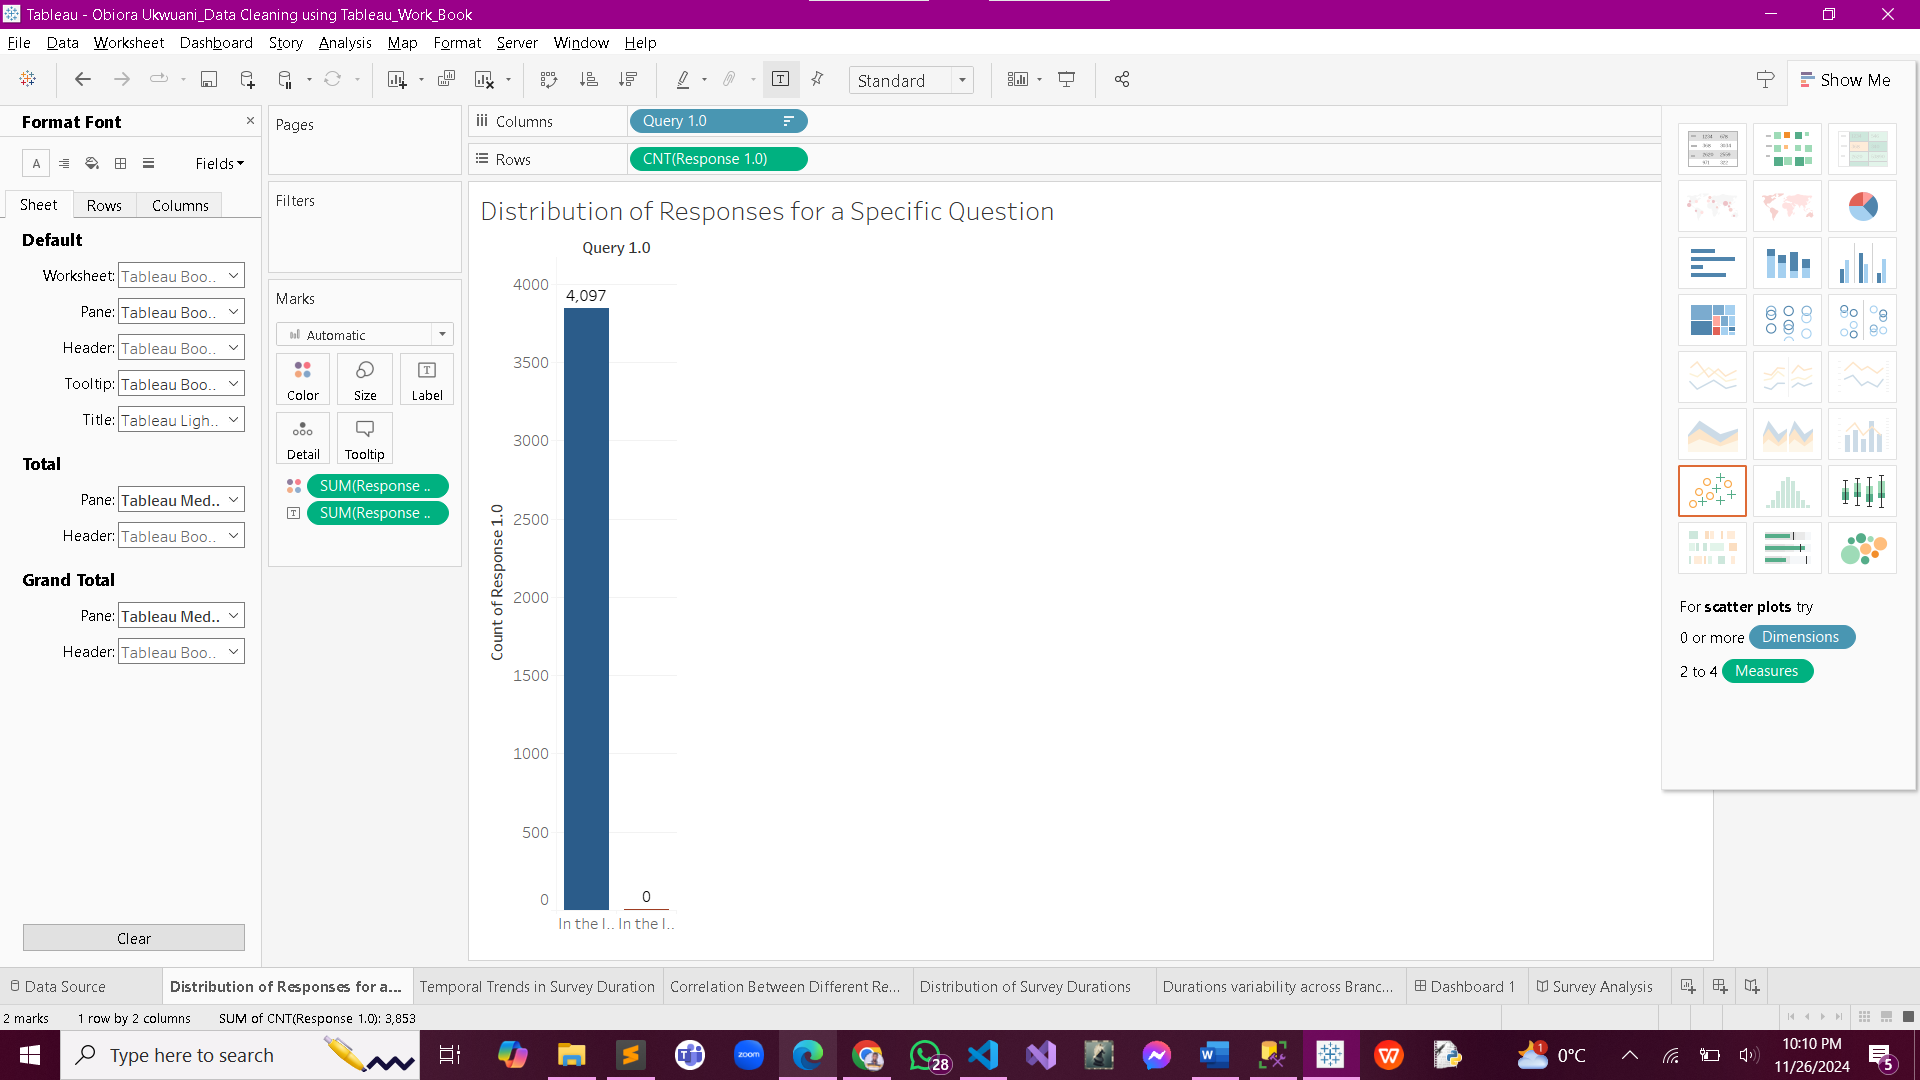 Tableau - Obiora Ukwuani_Data Cleaning using Tableau_Work_Book
File Data Worksheet Dashboard Story Analysis Map Format Server Window Help
Standard
Show Me
Format Font
Fields
Sheet Rows Columns
Default
Worksheet: Tableau Boo..
Pane: Tableau Boo..
Header: Tableau Boo..
Tooltip: Tableau Boo..
Title: Tableau Ligh..
Total
Pane: Tableau Med..
Header: Tableau Boo..
Grand Total
Pane: Tableau Med..
Header: Tableau Boo..
Clear
Pages
Filters
Marks
Automatic
Color Size Label
Detail Tooltip
SUM(Response ..
SUM(Response ..
Columns Query 1.0
Rows CNT(Response 1.0)
Distribution of Responses for a Specific Question
Query 1.0
4000
4,097
3500
3000
2500
2000
1500
1000
500
0
0
Count of Response 1.0
In the I.. In the I..
For scatter plots try
0 or more Dimensions
2 to 4 Measures
Data Source Distribution of Responses for a... Temporal Trends in Survey Duration Correlation Between Different Re... Distribution of Survey Durations Durations variability across Branc... Dashboard 1 Survey Analysis
2 marks 1 row by 2 columns SUM of CNT(Response 1.0): 3,853
Type here to search
zoom
28
1
0°C
10:10 PM
11/26/2024
5